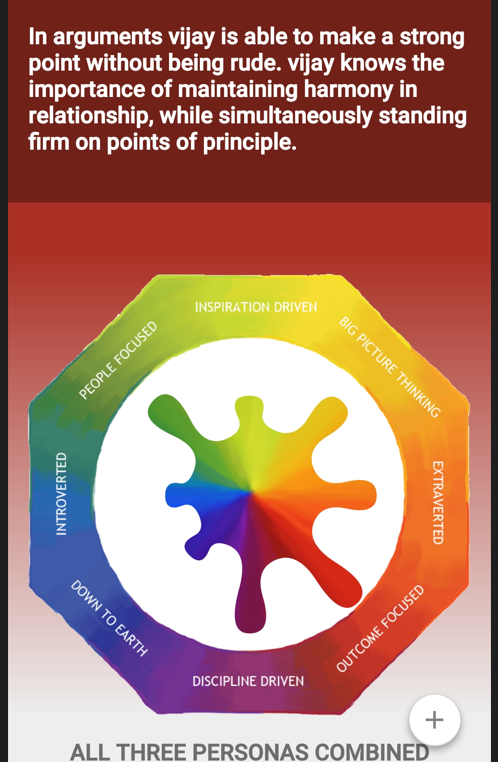 In arguments vijay is able to make a strong
point without being rude. vijay knows the
importance of maintaining harmony in
relationship, while simultaneously standing
firm on points of principle.
INSPIRATION DRIVEN
BIG PICTURE THINKING
PEOPLE FOCUSED
EXTRAVERTED
INTROVERTED
OUTCOME FOCUSED
DOWN TO EARTH
DISCIPLINE DRIVEN
+
ALL THREE PERSONAS COMBINED